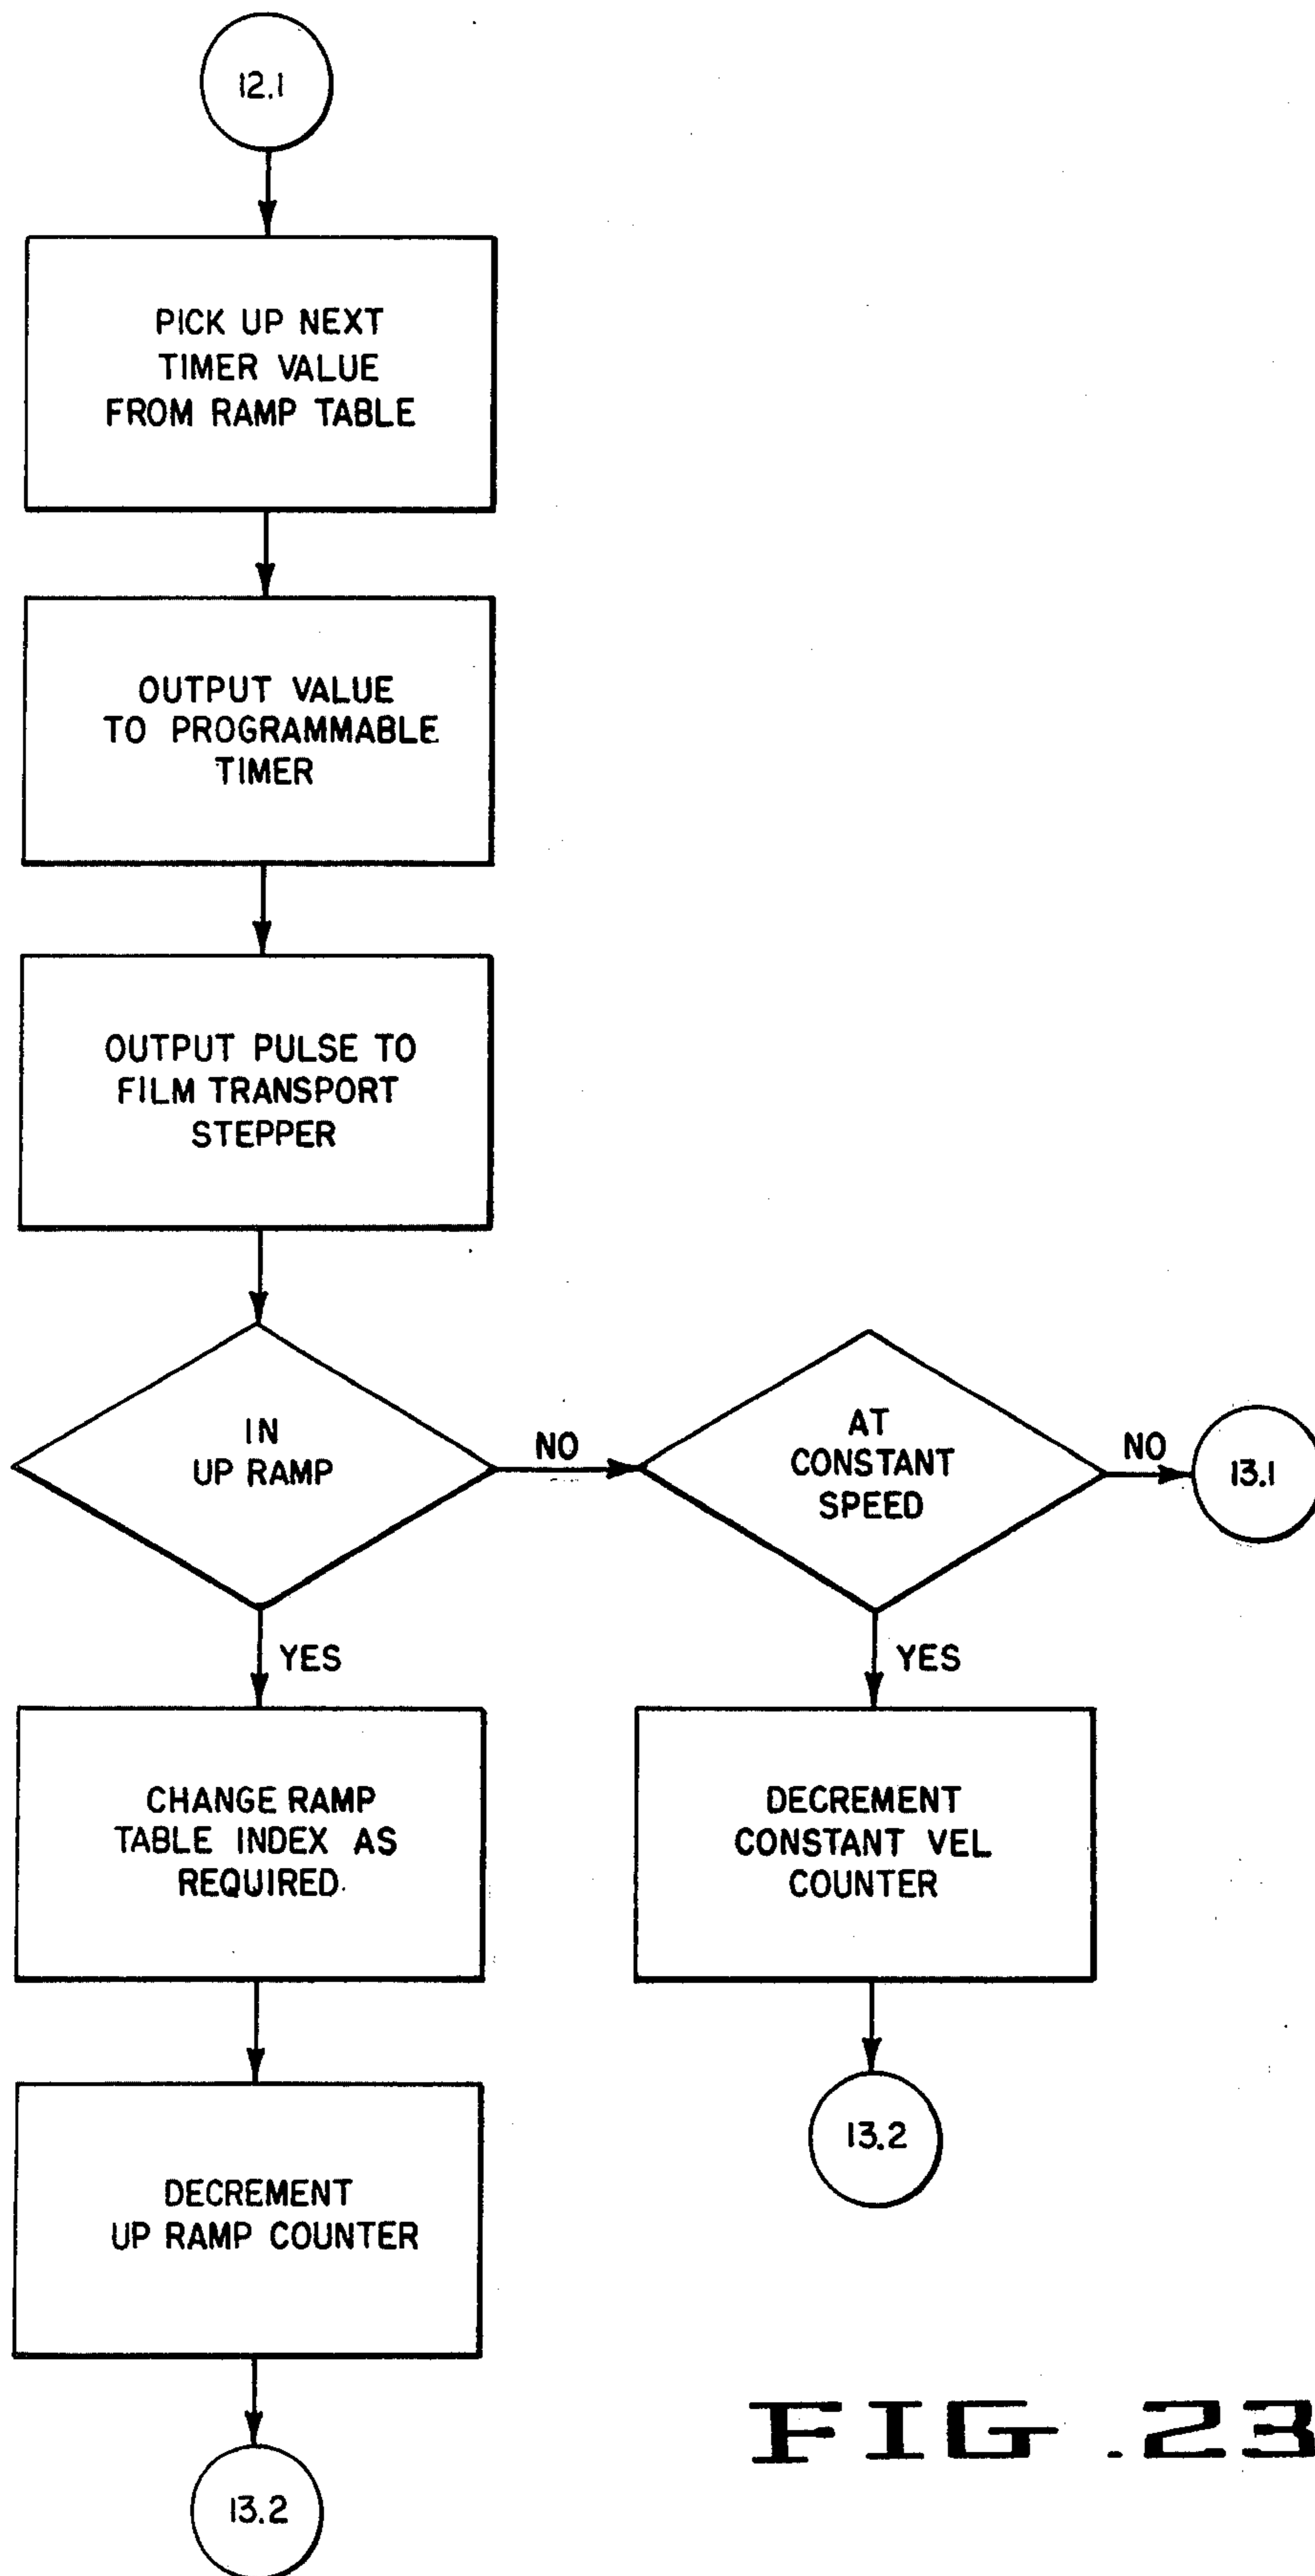 12.1
PICK UP NEXT
TIMER VALUE
FROM RAMP TABLE
OUTPUT VALUE
TO PROGRAMMABLE
TIMER
OUTPUT PULSE TO
FILM TRANSPORT
STEPPER
IN
UP RAMP
NO
AT
CONSTANT
SPEED
NO
13.1
YES
YES
CHANGE RAMP
TABLE INDEX AS
REQUIRED
DECREMENT
CONSTANT VEL
COUNTER
13.2
DECREMENT
UP RAMP COUNTER
13.2
FIG.23